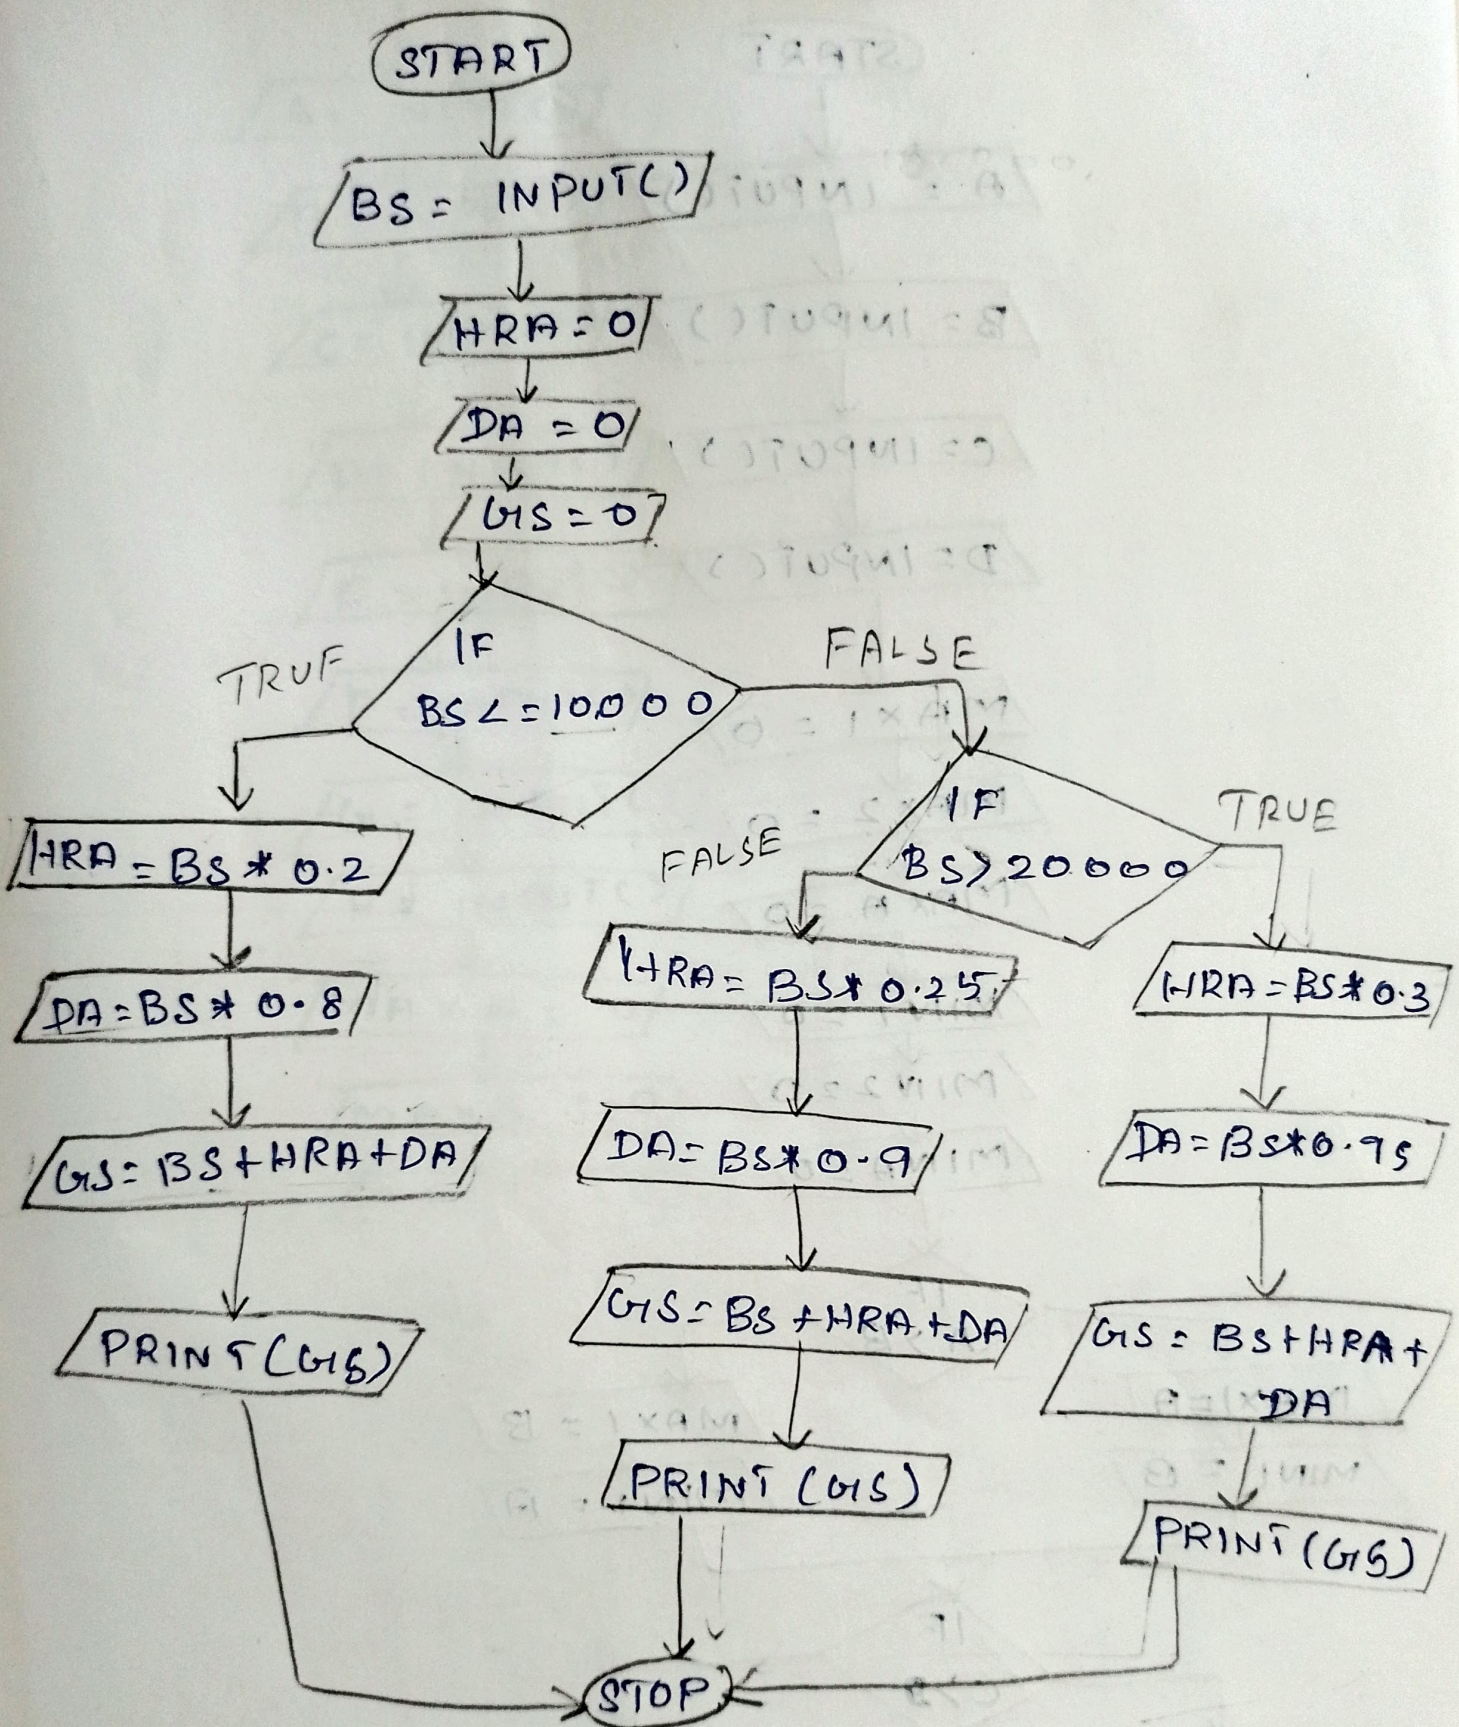 START
BS = INPUT()
HRA = 0
DA = 0
GS = 0
IF
BS <= 10000
TRUE
FALSE
HRA = BS * 0.2
DA = BS * 0.8
GS = BS + HRA + DA
PRINT (GS)
IF
BS > 20000
FALSE
TRUE
HRA = BS * 0.25
DA = BS * 0.9
GS = BS + HRA + DA
PRINT (GS)
HRA = BS * 0.3
DA = BS * 0.95
GS = BS + HRA +
DA
PRINT (GS)
STOP